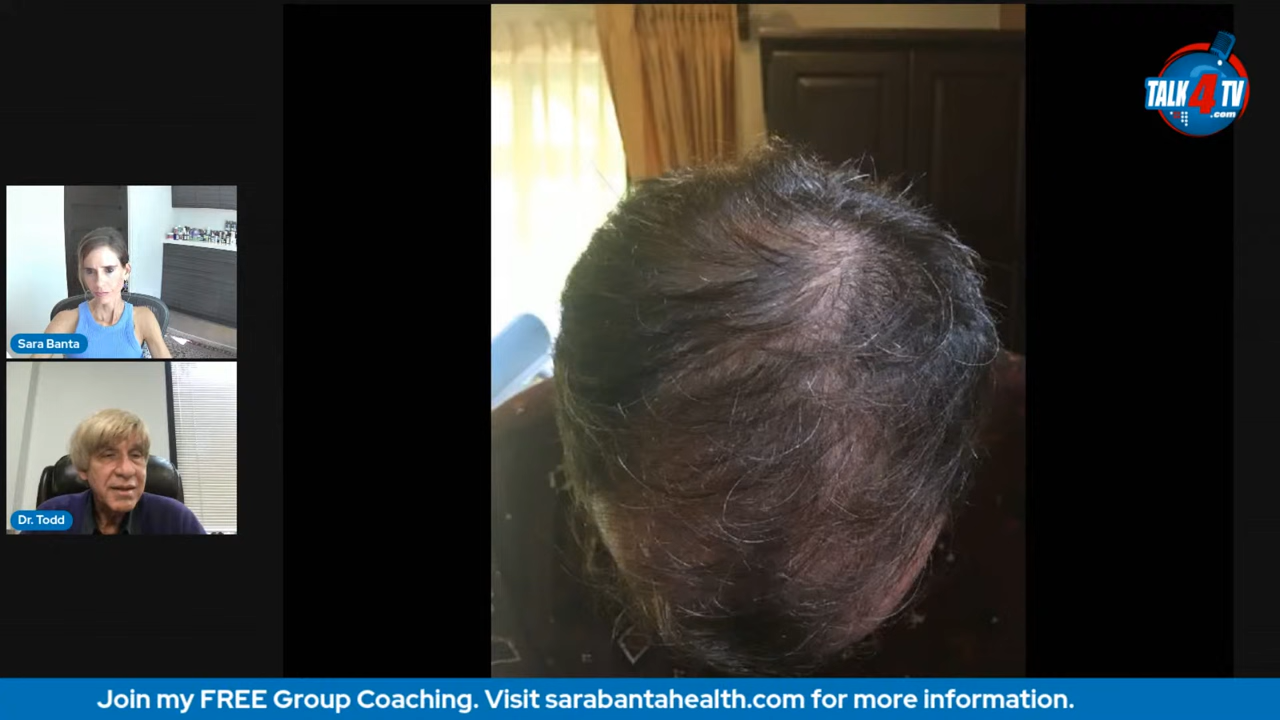 TALK4TV
.com
Sara Banta
Dr. Todd
Join my FREE Group Coaching. Visit sarabantahealth.com for more information.